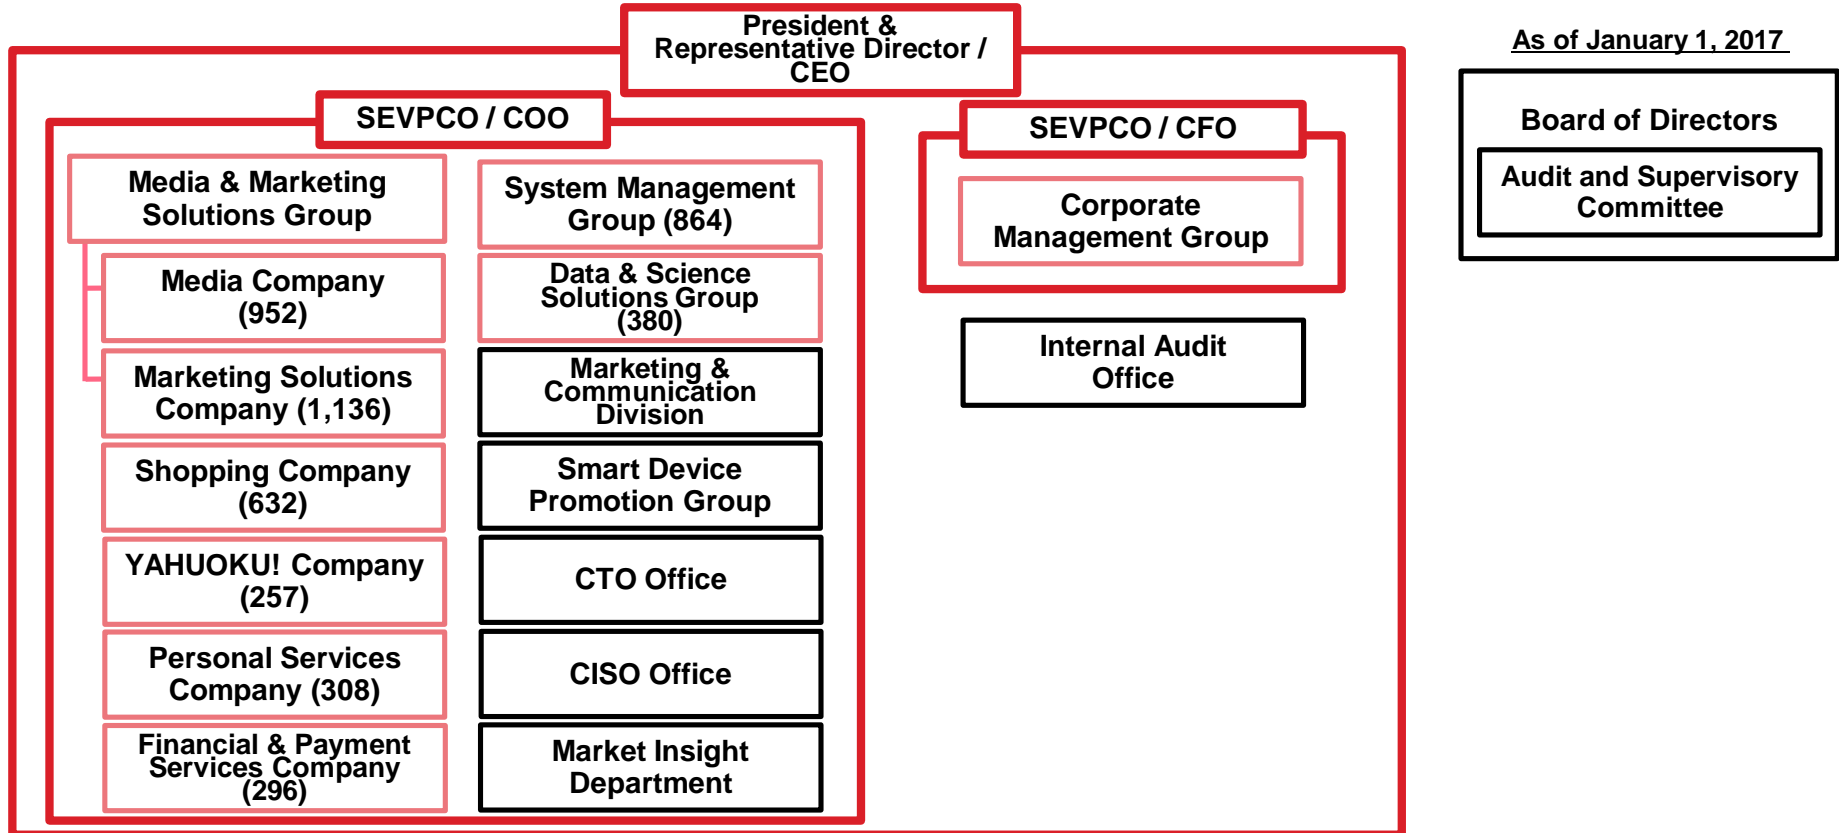 President &
Representative Director /
CEO
As of January 1, 2017
SEVPCO / COO
Media & Marketing
Solutions Group
Media Company
(952)
Marketing Solutions
Company (1,136)
Shopping Company
(632)
YAHUOKU! Company
(257)
Personal Services
Company (308)
Financial & Payment
Services Company
(296)
System Management
Group (864)
Data & Science
Solutions Group
(380)
Marketing &
Communication
Division
Smart Device
Promotion Group
CTO Office
CISO Office
Market Insight
Department
SEVPCO / CFO
Corporate
Management Group
Internal Audit
Office
Board of Directors
Audit and Supervisory
Committee